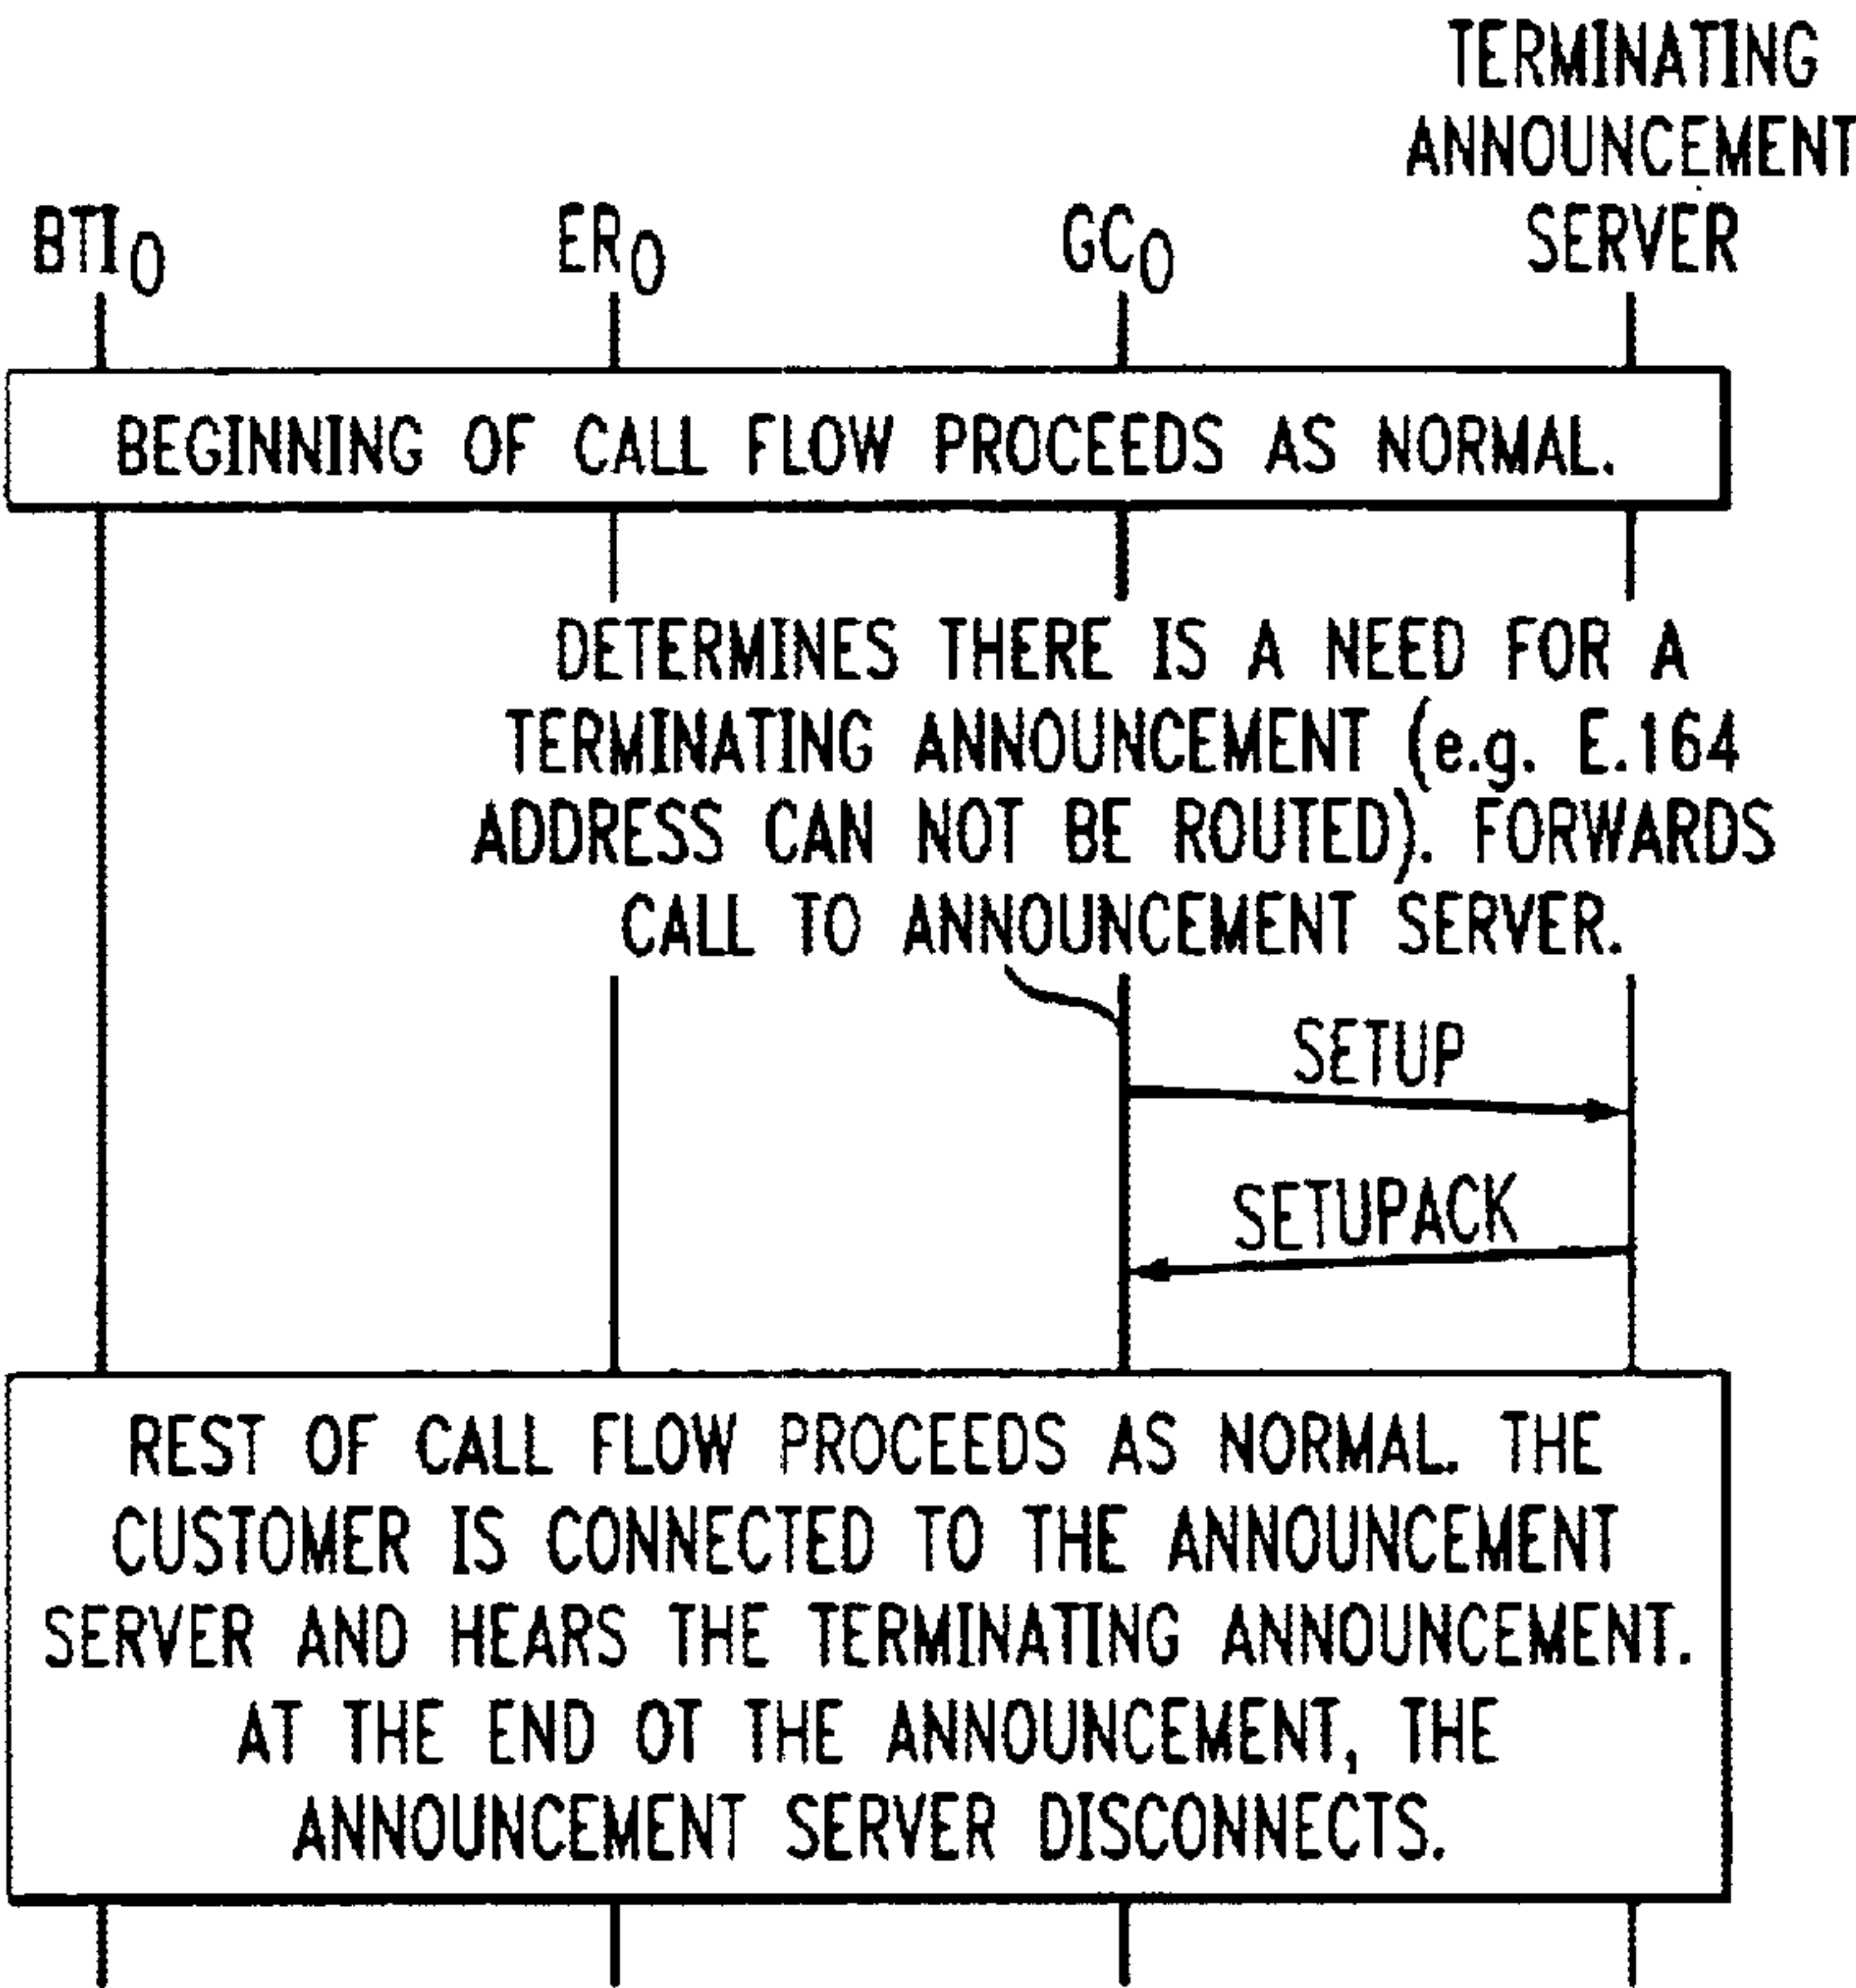 TERMINATING
ANNOUNCEMENT
BTIO ERO GCO SERVER
BEGINNING OF CALL FLOW PROCEEDS AS NORMAL.
DETERMINES THERE IS A NEED FOR A
TERMINATING ANNOUNCEMENT (e.g. E.164
ADDRESS CAN NOT BE ROUTED). FORWARDS
CALL TO ANNOUNCEMENT SERVER.
SETUP
SETUPACK
REST OF CALL FLOW PROCEEDS AS NORMAL. THE
CUSTOMER IS CONNECTED TO THE ANNOUNCEMENT
SERVER AND HEARS THE TERMINATING ANNOUNCEMENT.
AT THE END OT THE ANNOUNCEMENT, THE
ANNOUNCEMENT SERVER DISCONNECTS.